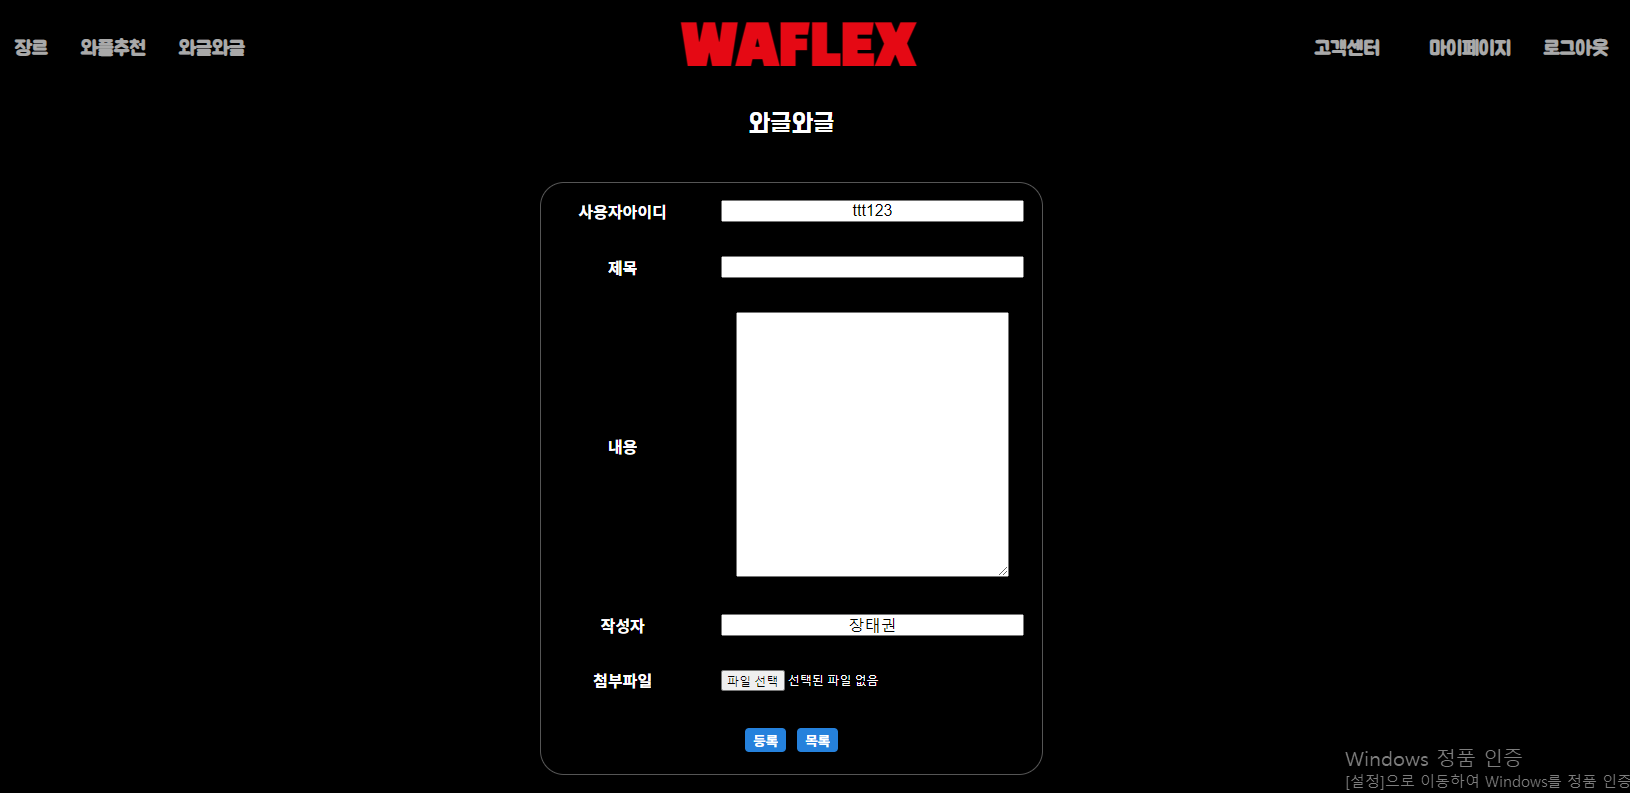 장르 와플추천 와글와글 WAFLEX 고객센터 마이페이지 로그아웃
와글와글
사용자아이디 ttt123
제목
내용
작성자 장태권
첨부파일 파일 선택 선택된 파일 없음
등록 목록
Windows 정품 인증
[설정]으로 이동하여 Windows를 정품 인증